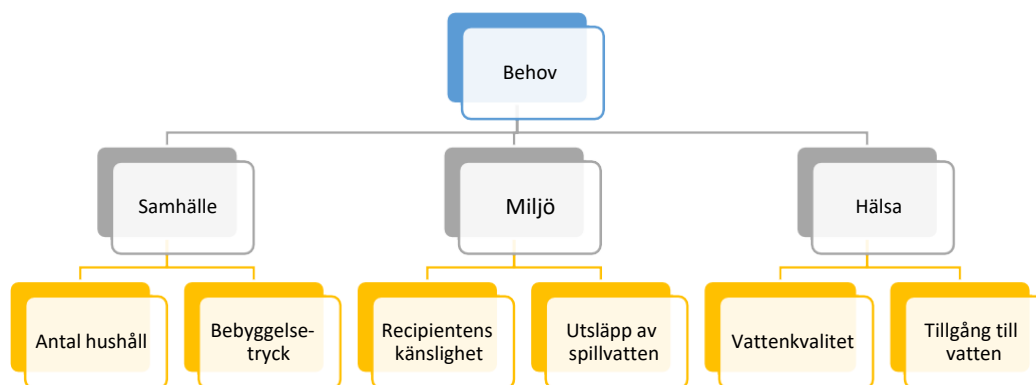 Behov
Samhälle
Miljö
Hälsa
Antal hushåll
Bebyggelse-
tryck
Recipientens
känslighet
Utsläpp av
spillvatten
Vattenkvalitet
Tillgång till
vatten